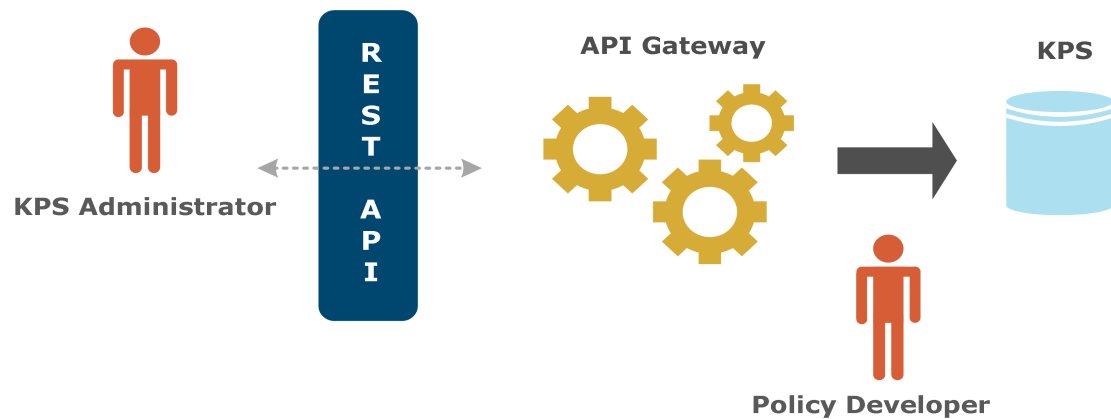 KPS Administrator
R
E
S
T
A
P
I
API Gateway
KPS
Policy Developer